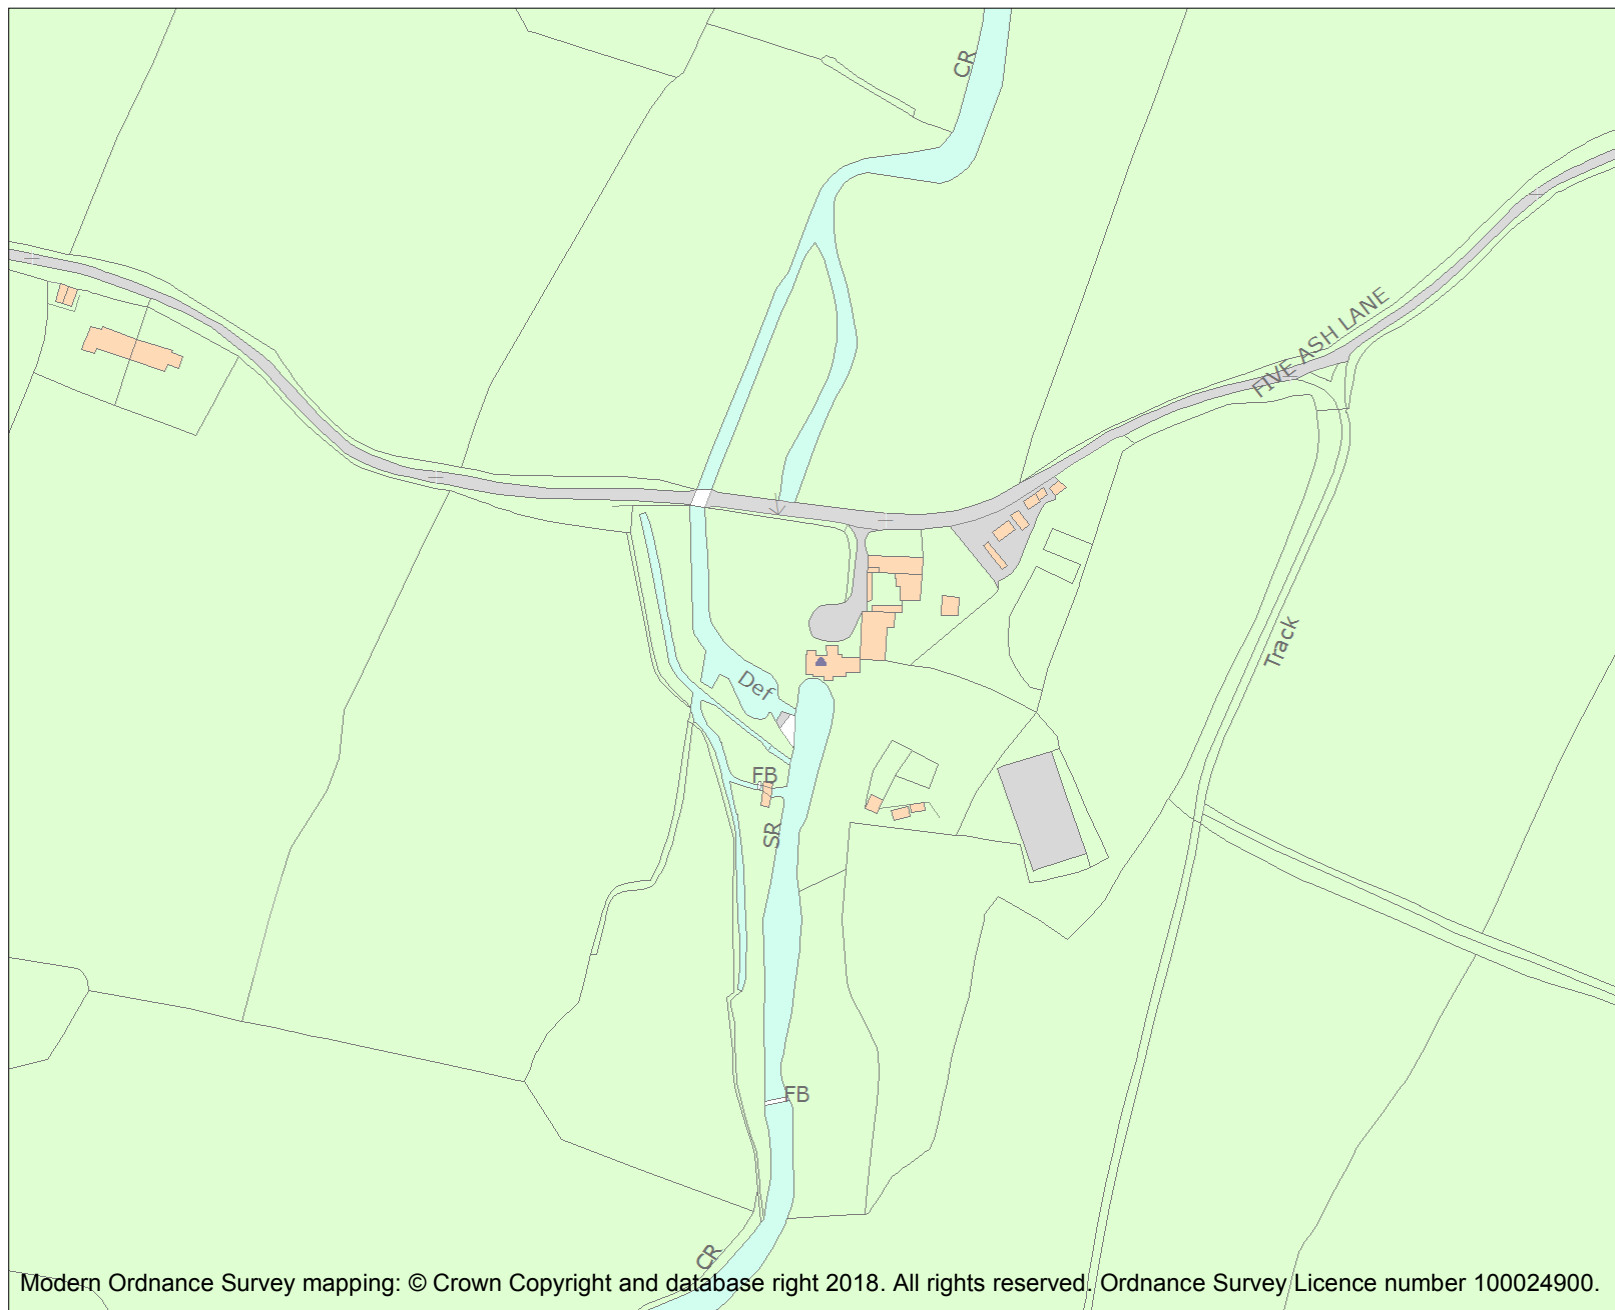 CR
FIVE ASH LANE
Track
Def
FB
SR
FB
CR
Modern Ordnance Survey mapping: © Crown Copyright and database right 2018. All rights reserved. Ordnance Survey Licence number 100024900.